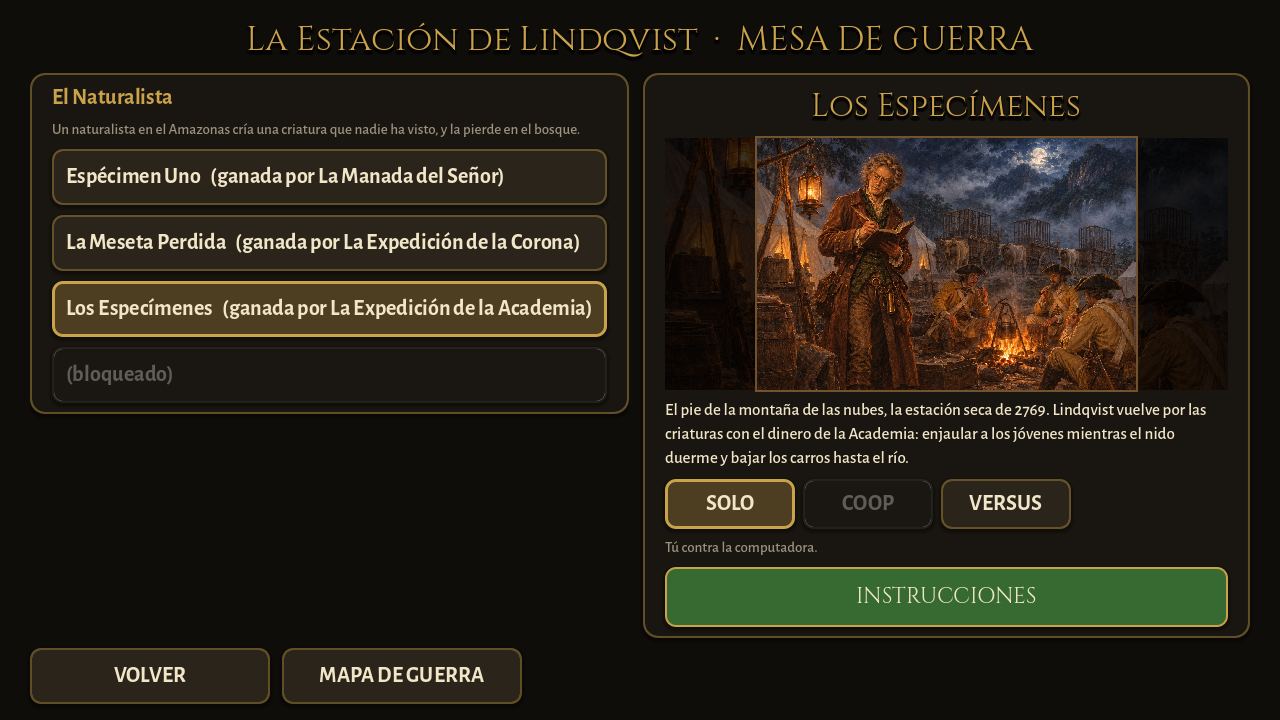 La Estación de Lindqvist · MESA DE GUERRA
El Naturalista
Un naturalista en el Amazonas cría una criatura que nadie ha visto, y la pierde en el bosque.
Espécimen Uno (ganada por La Manada del Señor)
La Meseta Perdida (ganada por La Expedición de la Corona)
Los Especímenes (ganada por La Expedición de la Academia)
(bloqueado)
Los Especímenes
El pie de la montaña de las nubes, la estación seca de 2769. Lindqvist vuelve por las
criaturas con el dinero de la Academia: enjaular a los jóvenes mientras el nido
duerme y bajar los carros hasta el río.
SOLO
COOP
VERSUS
Tú contra la computadora.
INSTRUCCIONES
VOLVER
MAPA DE GUERRA